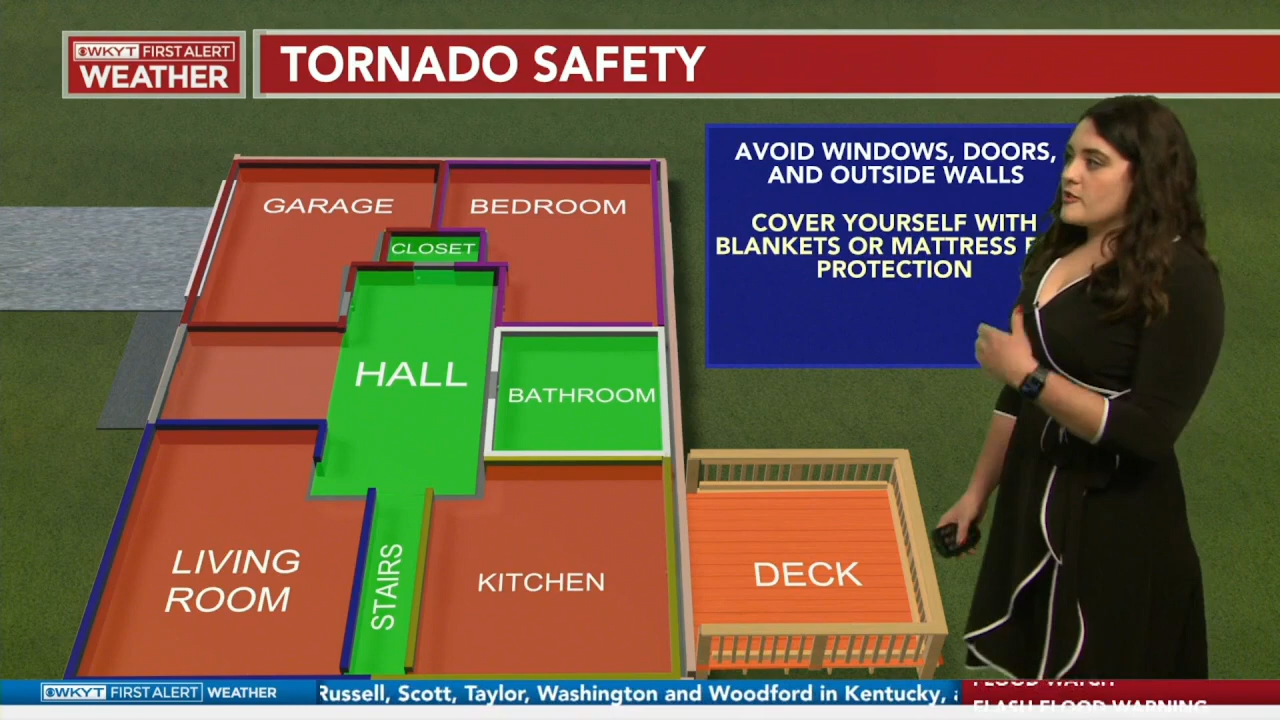 WKYT FIRST ALERT
WEATHER
TORNADO SAFETY
AVOID WINDOWS, DOORS,
AND OUTSIDE WALLS
COVER YOURSELF WITH
BLANKETS OR MATTRESS
PROTECTION
GARAGE
BEDROOM
CLOSET
HALL
BATHROOM
LIVING
ROOM
STAIRS
KITCHEN
DECK
WKYT FIRST ALERT WEATHER
Russell, Scott, Taylor, Washington and Woodford in Kentucky,
FLOOD WATCH
FLASH FLOOD WARNING